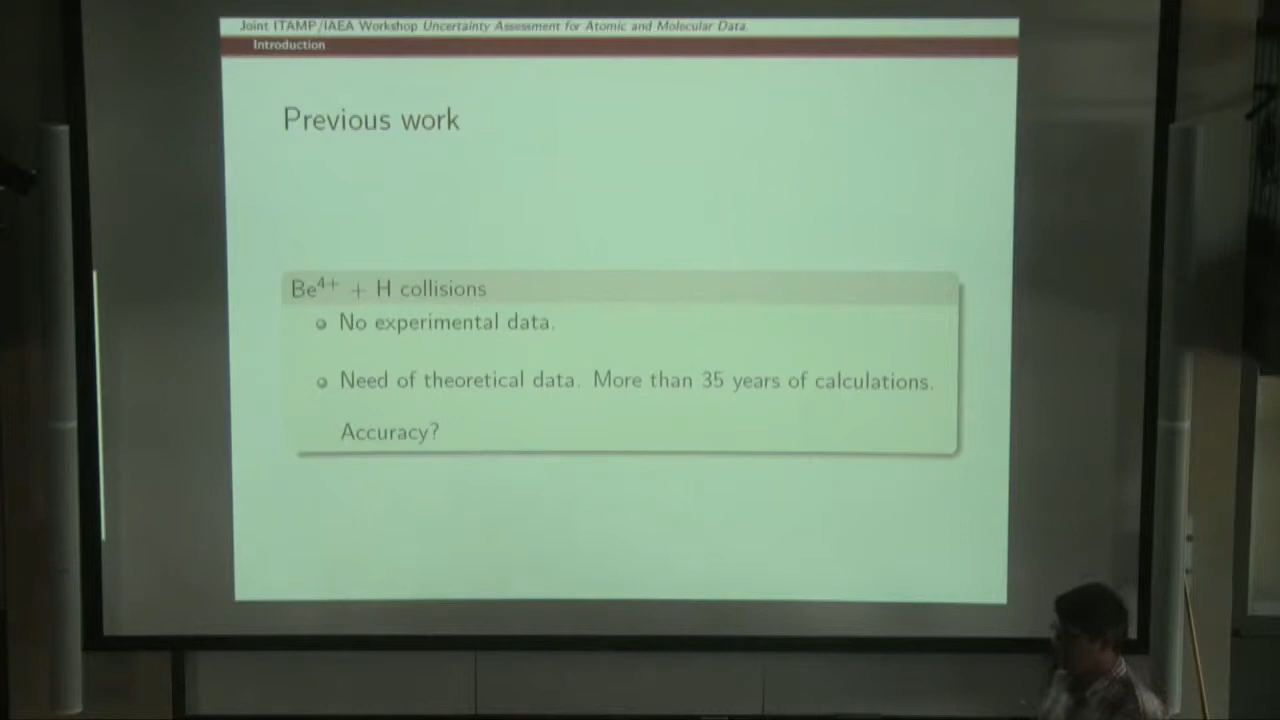 Joint ITAMP/IAEA Workshop Uncertainty Assessment for Atomic and Molecular Data.
Introduction
Previous work
Be⁴⁺ + H collisions
No experimental data.
Need of theoretical data. More than 35 years of calculations.
Accuracy?